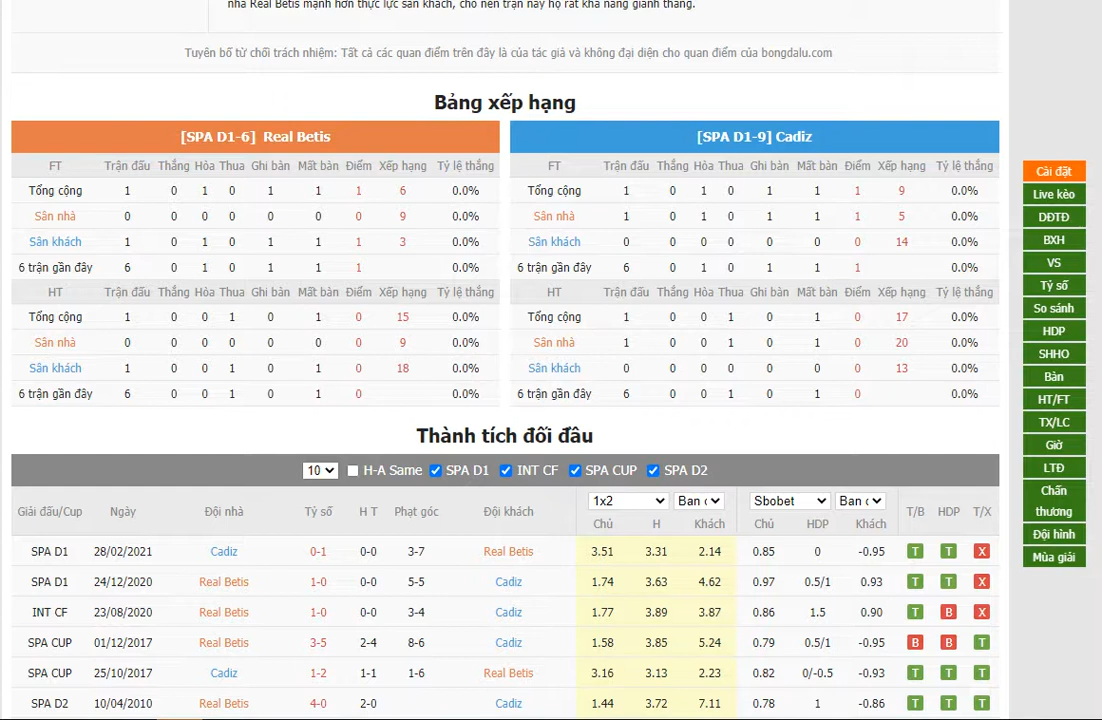 nhà Real Betis mạnh hơn thực lực sân khách, cho nên trận này họ rất khả năng giành thắng.
Tuyên bố từ chối trách nhiệm: Tất cả các quan điểm trên đây là của tác giả và không đại diện cho quan điểm của bongdalu.com
Bảng xếp hạng
[SPA D1-6] Real Betis
FT Trận đấu Thắng Hòa Thua Ghi bàn Mất bàn Điểm Xếp hạng Tỷ lệ thắng
Tổng cộng 1 0 1 0 1 1 1 6 0.0%
Sân nhà 0 0 0 0 0 0 0 9 0.0%
Sân khách 1 0 1 0 1 1 1 3 0.0%
6 trận gần đây 6 0 1 0 1 1 1 0.0%
HT Trận đấu Thắng Hòa Thua Ghi bàn Mất bàn Điểm Xếp hạng Tỷ lệ thắng
Tổng cộng 1 0 0 1 0 1 0 15 0.0%
Sân nhà 0 0 0 0 0 0 0 9 0.0%
Sân khách 1 0 0 1 0 1 0 18 0.0%
6 trận gần đây 6 0 0 1 0 1 0 0.0%
[SPA D1-9] Cadiz
FT Trận đấu Thắng Hòa Thua Ghi bàn Mất bàn Điểm Xếp hạng Tỷ lệ thắng
Tổng cộng 1 0 1 0 1 1 1 9 0.0%
Sân nhà 1 0 1 0 1 1 1 5 0.0%
Sân khách 0 0 0 0 0 0 0 14 0.0%
6 trận gần đây 6 0 1 0 1 1 1 0.0%
HT Trận đấu Thắng Hòa Thua Ghi bàn Mất bàn Điểm Xếp hạng Tỷ lệ thắng
Tổng cộng 1 0 0 1 0 1 0 17 0.0%
Sân nhà 1 0 0 1 0 1 0 20 0.0%
Sân khách 0 0 0 0 0 0 0 13 0.0%
6 trận gần đây 6 0 0 1 0 1 0 0.0%
Thành tích đối đầu
10 H-A Same SPA D1 INT CF SPA CUP SPA D2
Giải đấu/Cup Ngày Đội nhà Tỷ số H T Phạt góc Đội khách 1x2 Ban c Sbobet Ban c T/B HDP T/X
Chủ H Khách Chủ HDP Khách
SPA D1 28/02/2021 Cadiz 0-1 0-0 3-7 Real Betis 3.51 3.31 2.14 0.85 0 -0.95 T T X
SPA D1 24/12/2020 Real Betis 1-0 0-0 5-5 Cadiz 1.74 3.63 4.62 0.97 0.5/1 0.93 T T X
INT CF 23/08/2020 Real Betis 1-0 0-0 3-4 Cadiz 1.77 3.89 3.87 0.86 1.5 0.90 T B X
SPA CUP 01/12/2017 Real Betis 3-5 2-4 8-6 Cadiz 1.58 3.85 5.24 0.79 0.5/1 -0.95 B B T
SPA CUP 25/10/2017 Cadiz 1-2 1-1 1-6 Real Betis 3.16 3.13 2.23 0.82 0/-0.5 -0.93 T T T
SPA D2 10/04/2010 Real Betis 4-0 2-0 Cadiz 1.44 3.72 7.11 0.78 1 -0.86 T T T
Cài đặt
Live kèo
DĐTĐ
BXH
VS
Tỷ số
So sánh
HDP
SHHO
Bàn
HT/FT
TX/LC
Giờ
LTĐ
Chấn
thương
Đội hình
Mùa giải